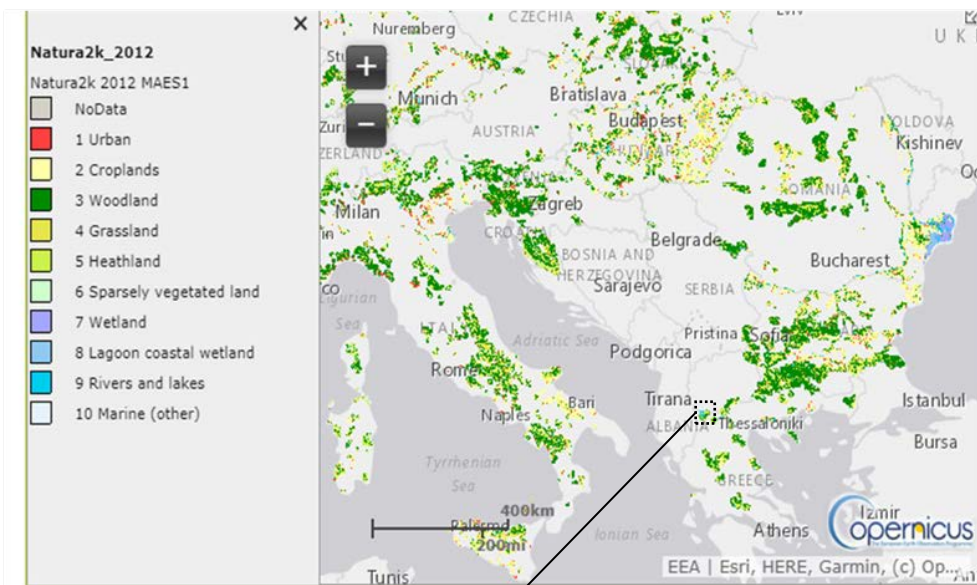 Natura2k_2012
Natura2k 2012 MAES1
NoData
1 Urban
2 Croplands
3 Woodland
4 Grassland
5 Heathland
6 Sparsely vegetated land
7 Wetland
8 Lagoon coastal wetland
9 Rivers and lakes
10 Marine (other)
+
−
CZECHIA
Nuremberg
Munich
Bratislava
Budapest
AUSTRIA
MOLDOVA
Kishinev
Milan
Zagreb
Belgrade
Bucharest
BOSNIA AND
HERZEGOVINA
Sarajevo
SERBIA
Adriatic Sea
Pristina
Sofia
Podgorica
Rome
Naples
Bari
Tirana
ALBANIA
Thessaloniki
Istanbul
Bursa
Tyrrhenian
Sea
GREECE
400km
200mi
Palermo
Ionian Sea
Athens
Izmir
Copernicus
Tunis
EEA | Esri, HERE, Garmin, (c) Op...